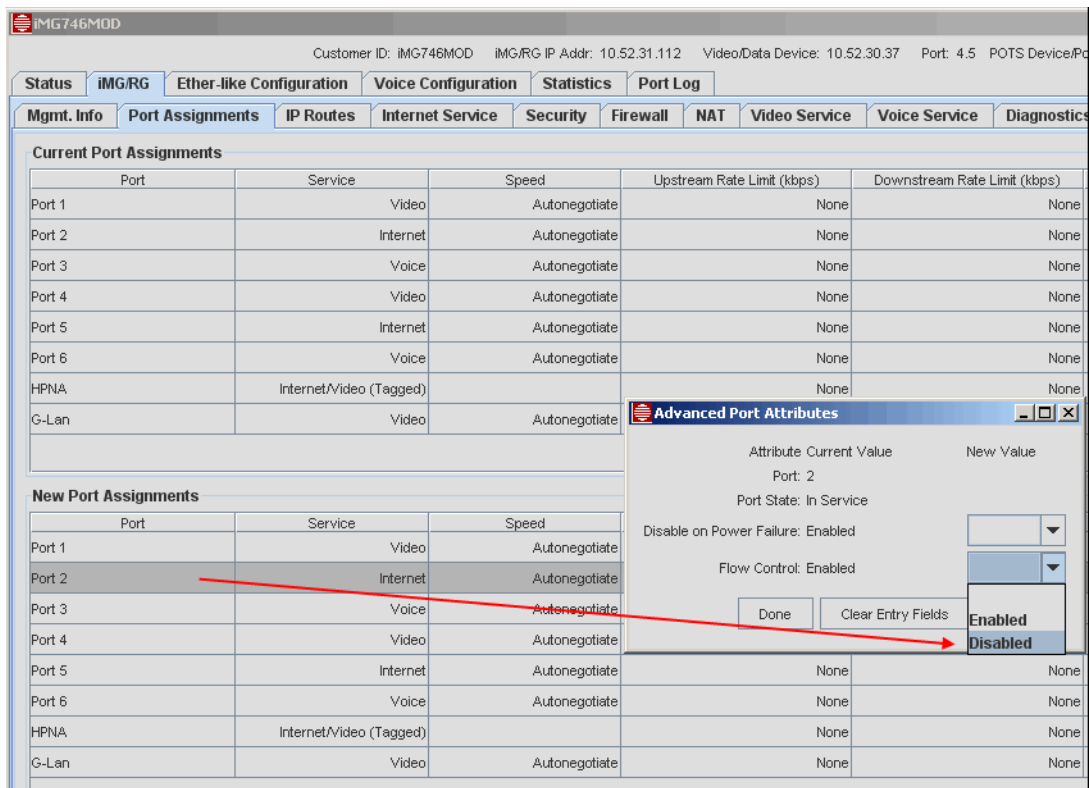 iMG746MOD
Customer ID: iMG746MOD iMG/RG IP Addr: 10.52.31.112 Video/Data Device: 10.52.30.37 Port: 4.5 POTS Device/Po
Status iMG/RG Ether-like Configuration Voice Configuration Statistics Port Log
Mgmt. Info Port Assignments IP Routes Internet Service Security Firewall NAT Video Service Voice Service Diagnostics
Current Port Assignments
Port Service Speed Upstream Rate Limit (kbps) Downstream Rate Limit (kbps)
Port 1 Video Autonegotiate None None
Port 2 Internet Autonegotiate None None
Port 3 Voice Autonegotiate None None
Port 4 Video Autonegotiate None None
Port 5 Internet Autonegotiate None None
Port 6 Voice Autonegotiate None None
HPNA Internet/Video (Tagged) None None
G-Lan Video Autonegotiate
Advanced Port Attributes
Attribute Current Value New Value
Port: 2
Port State: In Service
Disable on Power Failure: Enabled
Flow Control: Enabled
Done Clear Entry Fields
Enabled
Disabled
New Port Assignments
Port Service Speed
Port 1 Video Autonegotiate
Port 2 Internet Autonegotiate
Port 3 Voice Autonegotiate
Port 4 Video Autonegotiate
Port 5 Internet Autonegotiate None None
Port 6 Voice Autonegotiate None None
HPNA Internet/Video (Tagged) None None
G-Lan Video Autonegotiate None None